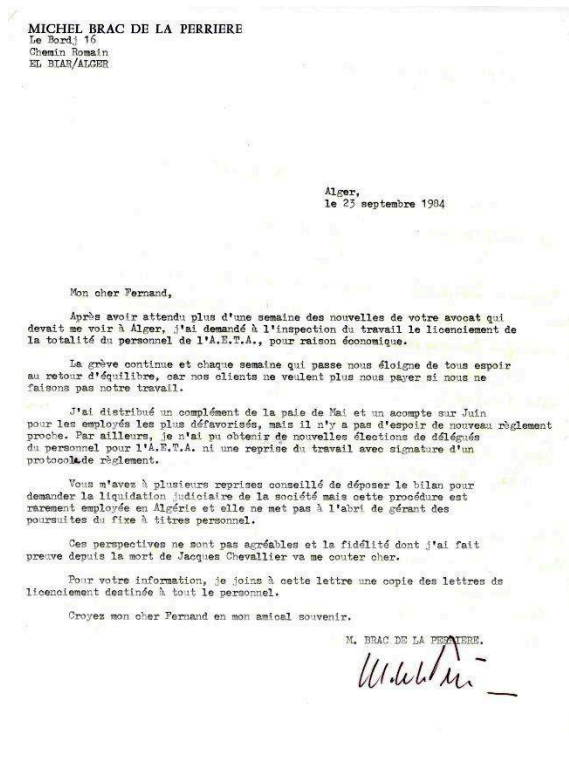 MICHEL BRAC DE LA PERRIERE
Le Bordj 16
Chemin Romain
EL BIAR/ALGER
Alger,
le 23 septembre 1984
Mon cher Fernand,
Après avoir attendu plus d'une semaine des nouvelles de votre avocat qui
devait me voir à Alger, j'ai demandé à l'inspection du travail le licenciement de
la totalité du personnel de l'A.E.T.A., pour raison économique.
La grève continue et chaque semaine qui passe nous éloigne de tous espoir
au retour d'équilibre, car nos clients ne veulent plus nous payer si nous ne
faisons pas notre travail.
J'ai distribué un complément de la paie de Mai et un acompte sur Juin
pour les employés les plus défavorisés, mais il n'y a pas d'espoir de nouveau règlement
proche. Par ailleurs, je n'ai pu obtenir de nouvelles élections de délégués
du personnel pour l'A.E.T.A. ni une reprise du travail avec signature d'un
protocole de règlement.
Vous m'avez à plusieurs reprises conseillé de déposer le bilan pour
demander la liquidation judiciaire de la société mais cette procédure est
rarement employée en Algérie et elle ne met pas à l'abri de gérant des
poursuites du fixe à titres personnel.
Ces perspectives ne sont pas agréables et la fidélité dont j'ai fait
preuve depuis la mort de Jacques Chevallier va me couter cher.
Pour votre information, je joins à cette lettre une copie des lettres ds
licenciement destinée à tout le personnel.
Croyez mon cher Fernand en mon amical souvenir.
M. BRAC DE LA PERRIERE.